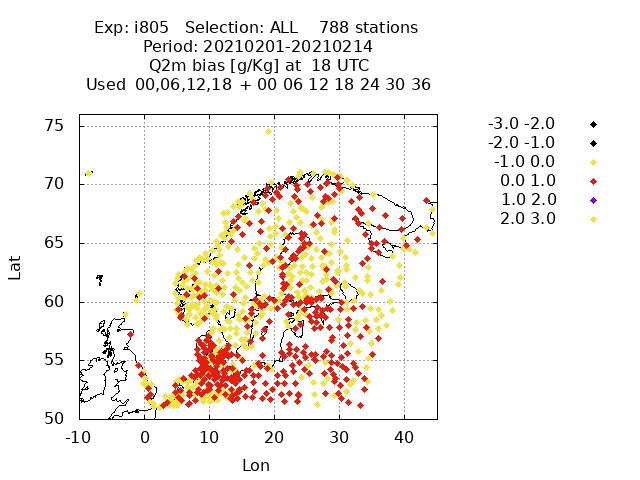 Exp: i805 Selection: ALL 788 stations
Period: 20210201-20210214
Q2m bias [g/Kg] at 18 UTC
Used 00,06,12,18 + 00 06 12 18 24 30 36
-3.0 -2.0
-2.0 -1.0
-1.0 0.0
0.0 1.0
1.0 2.0
2.0 3.0
75
70
65
60
55
50
Lat
-10 0 10 20 30 40
Lon